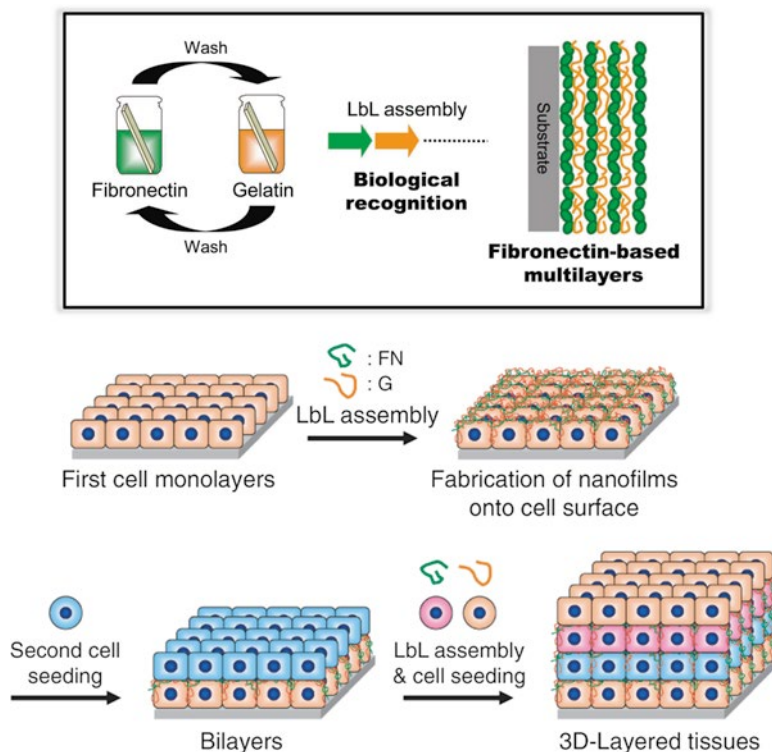 Wash
Fibronectin
Gelatin
Wash
LbL assembly
Biological
recognition
Substrate
Fibronectin-based
multilayers
: FN
: G
LbL assembly
First cell monolayers
Fabrication of nanofilms
onto cell surface
Second cell
seeding
Bilayers
LbL assembly
& cell seeding
3D-Layered tissues